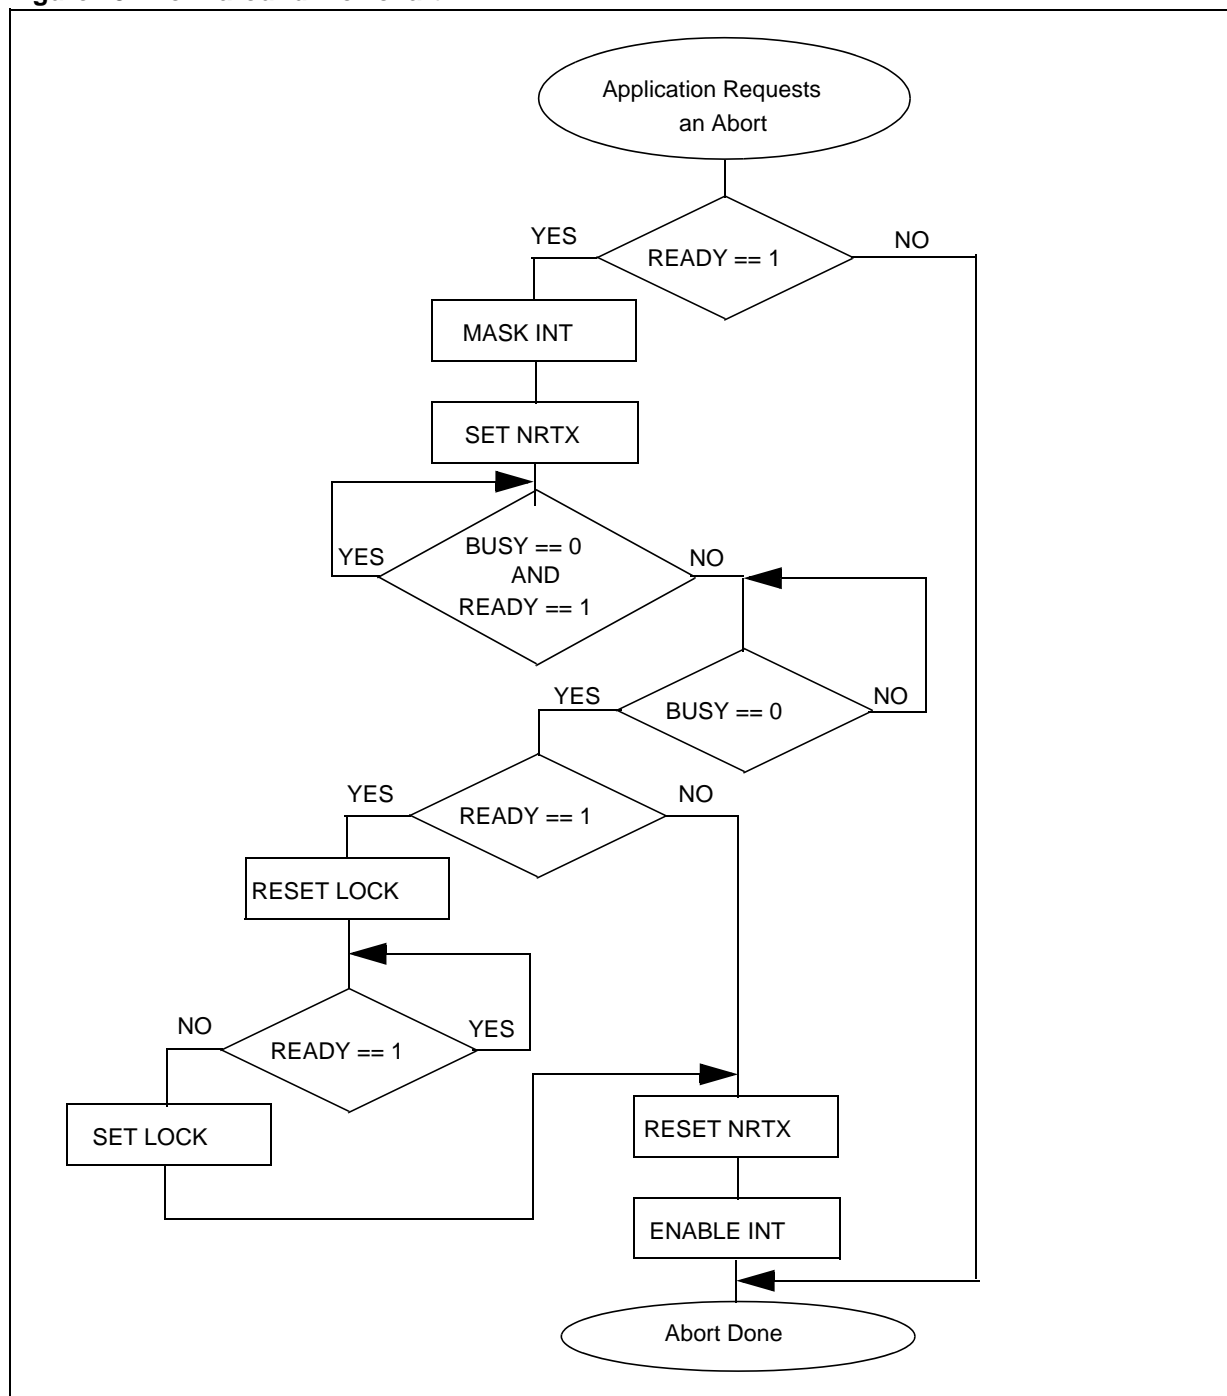 Application Requests
an Abort
YES
NO
READY == 1
MASK INT
SET NRTX
BUSY == 0
YES
NO
AND
READY == 1
YES
NO
BUSY == 0
YES
NO
READY == 1
RESET LOCK
NO
YES
READY == 1
SET LOCK
RESET NRTX
ENABLE INT
Abort Done